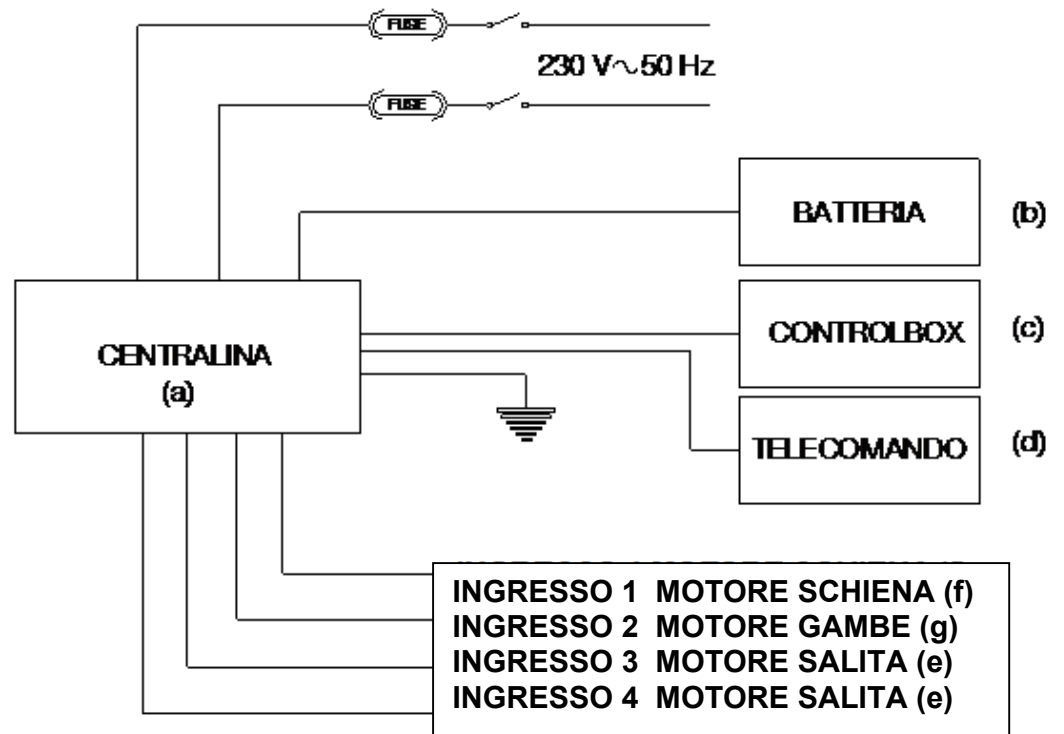 FUSE
230 V～50 Hz
FUSE
BATTERIA (b)
CONTROLBOX (c)
CENTRALINA
(a)
TELECOMANDO (d)
INGRESSO 1 MOTORE SCHIENA (f)
INGRESSO 2 MOTORE GAMBE (g)
INGRESSO 3 MOTORE SALITA (e)
INGRESSO 4 MOTORE SALITA (e)